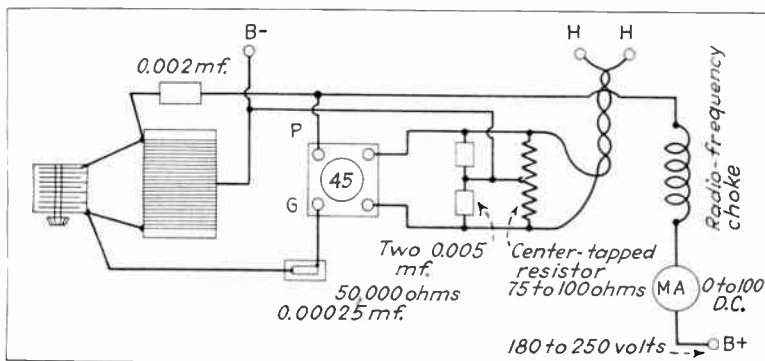 B-
H H
0.002 mf.
P
45
G
Radio-frequency
choke
Two 0.005
mf.
Center-tapped
resistor
75 to 100 ohms
50,000 ohms
0.00025 mf.
MA
0 to 100
D.C.
180 to 250 volts
B+